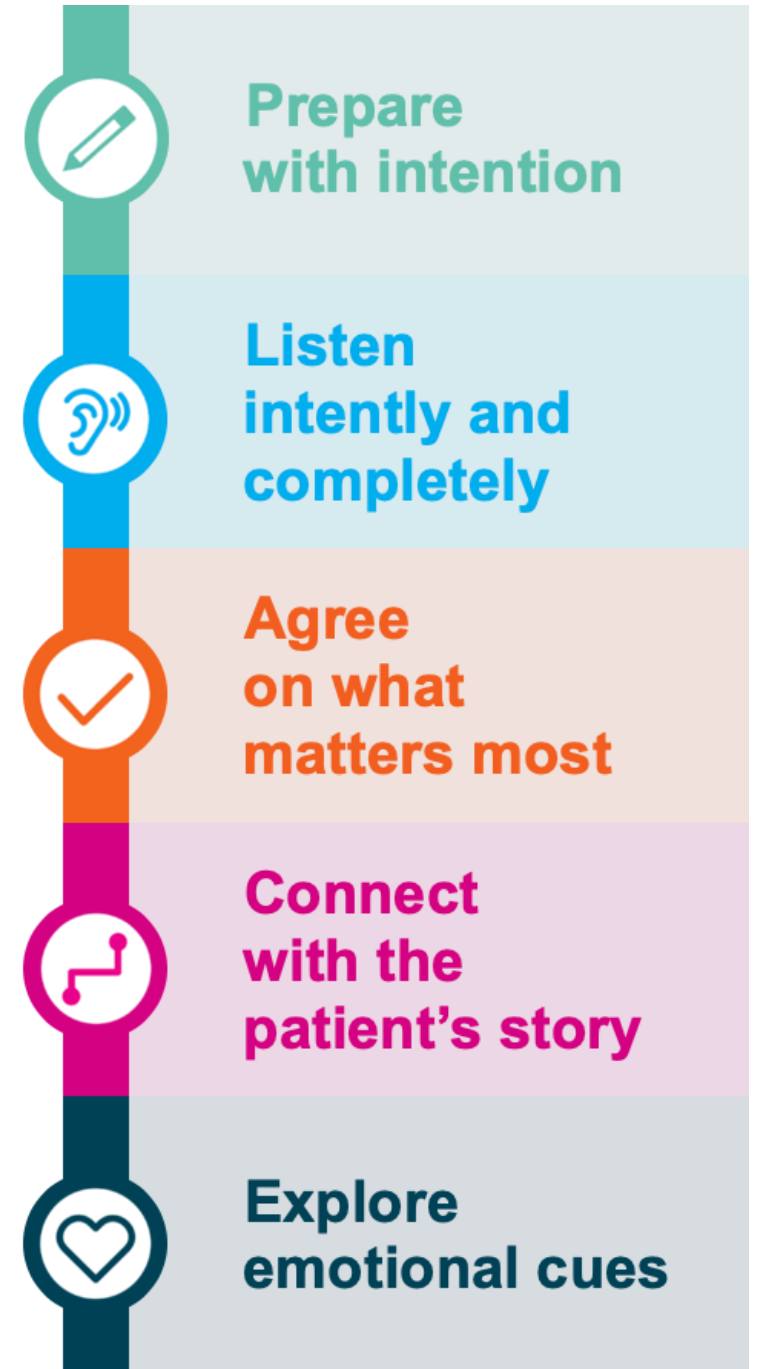 Prepare
with intention
Listen
intently and
completely
Agree
on what
matters most
Connect
with the
patient’s story
Explore
emotional cues